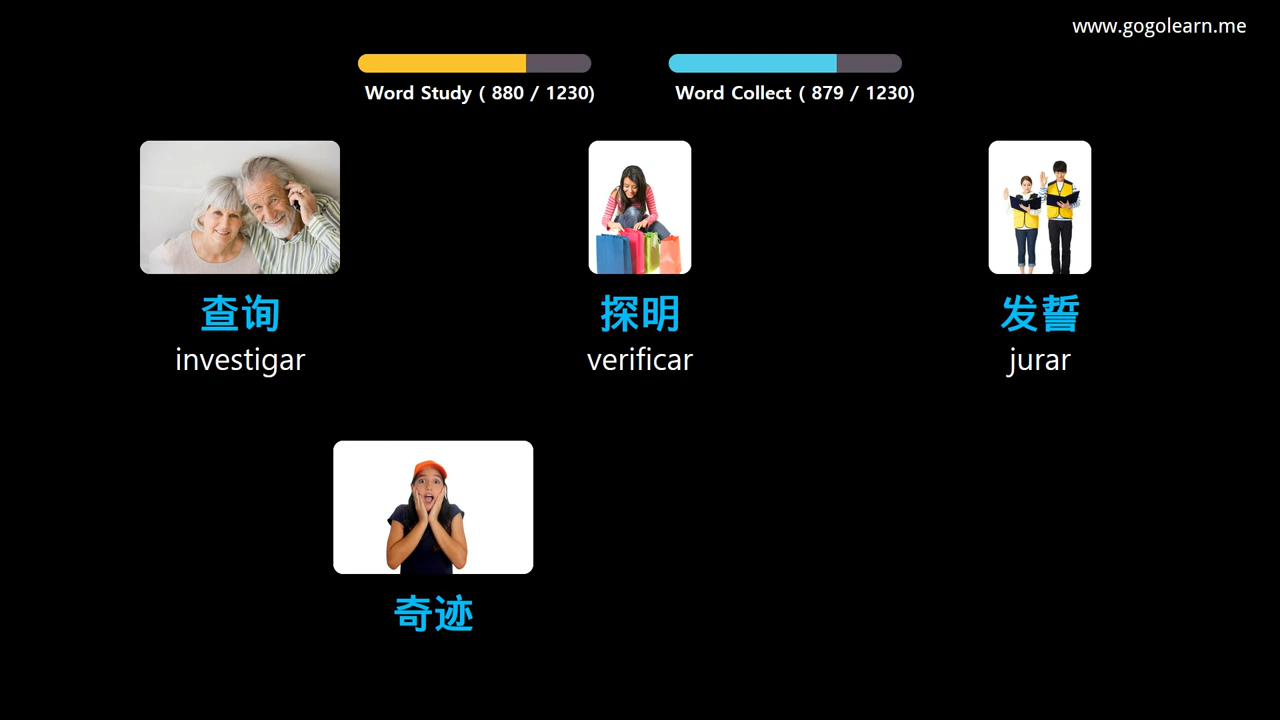 www.gogolearn.me
Word Study ( 880 / 1230)
Word Collect ( 879 / 1230)
查询
investigar
探明
verificar
发誓
jurar
奇迹